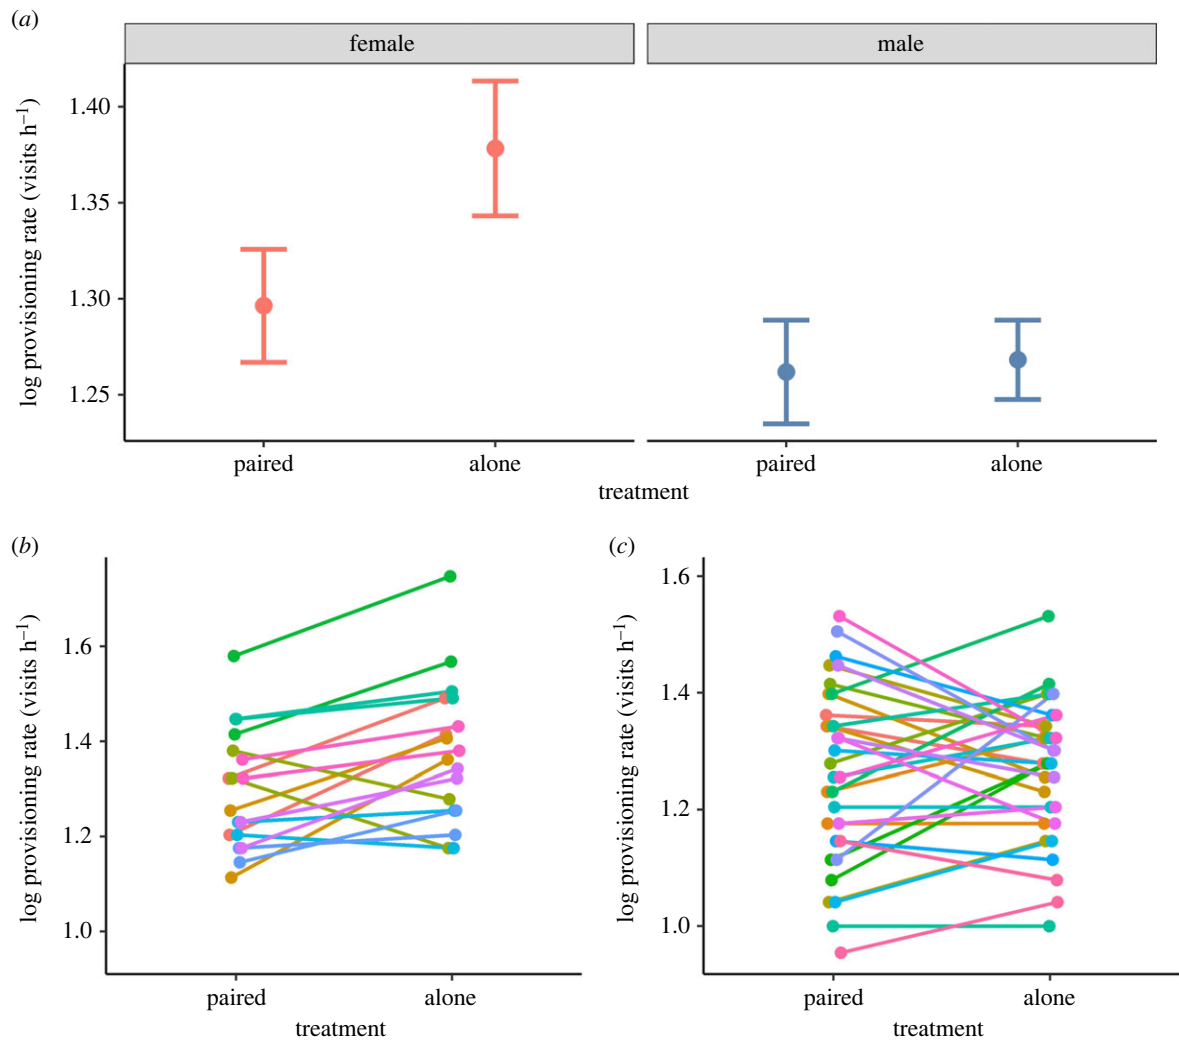 (a)
female
male
log provisioning rate (visits h⁻¹)
1.40
1.35
1.30
1.25
paired
alone
paired
alone
treatment
(b)
(c)
log provisioning rate (visits h⁻¹)
1.6
1.4
1.2
1.0
paired
alone
treatment
log provisioning rate (visits h⁻¹)
1.6
1.4
1.2
1.0
paired
alone
treatment